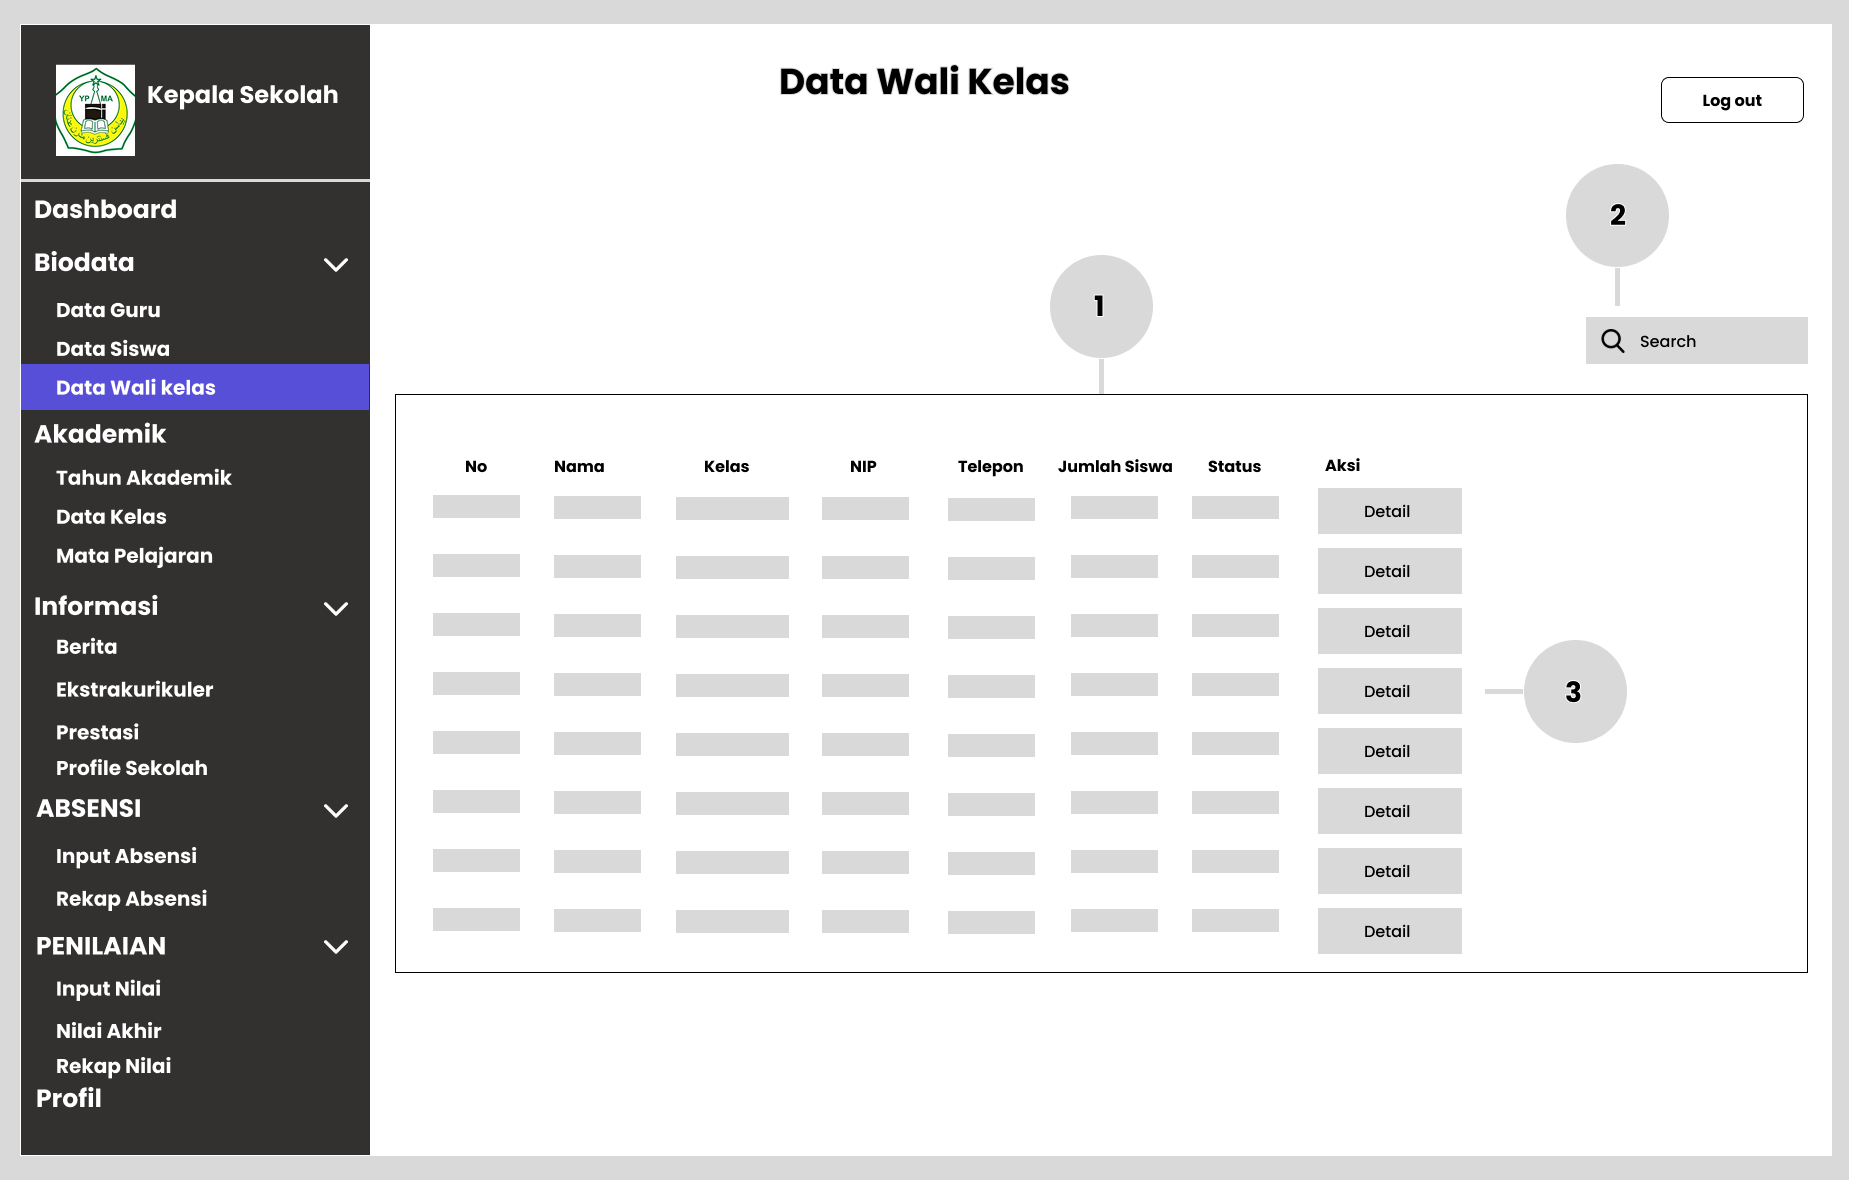 YP MA
Kepala Sekolah
Dashboard
Biodata
Data Guru
Data Siswa
Data Wali kelas
Akademik
Tahun Akademik
Data Kelas
Mata Pelajaran
Informasi
Berita
Ekstrakurikuler
Prestasi
Profile Sekolah
ABSENSI
Input Absensi
Rekap Absensi
PENILAIAN
Input Nilai
Nilai Akhir
Rekap Nilai
Profil
Data Wali Kelas
Log out
2
1
Search
No Nama Kelas NIP Telepon Jumlah Siswa Status Aksi
Detail
Detail
Detail
Detail
3
Detail
Detail
Detail
Detail